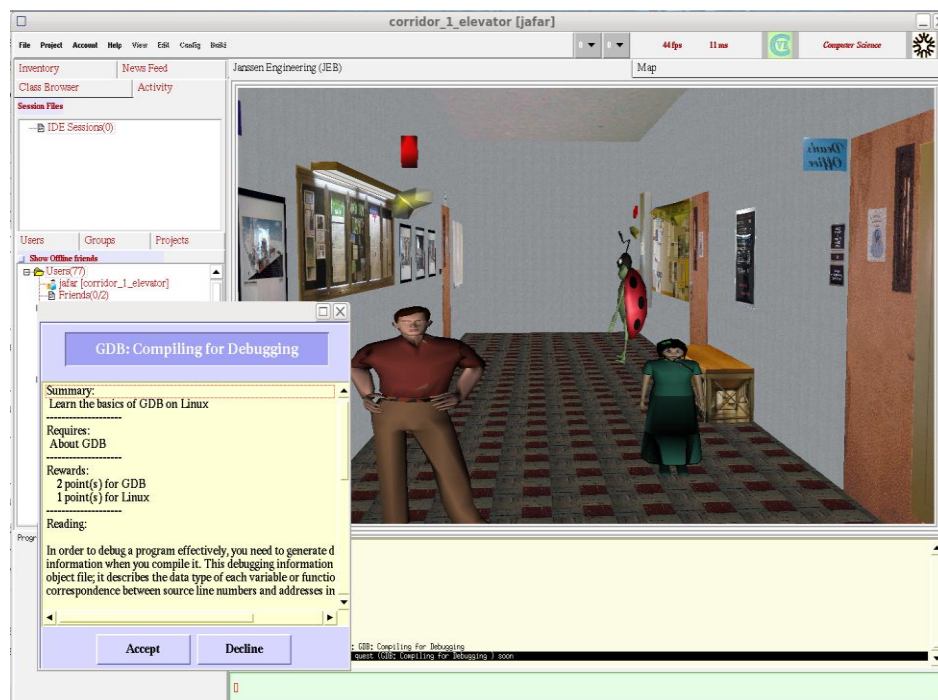 corridor_1_elevator [jafar]
File Project Account Help View Edit Config Build
44 fps 11 ms CVE Computer Science
Inventory News Feed
Janssen Engineering (JEB) Map
Class Browser Activity
Session Files
IDE Sessions(0)
Dean's Office
Users Groups Projects
Show Offline friends
Users(77)
jafar [corridor_1_elevator]
Friends(0/2)
GDB: Compiling for Debugging
Summary:
Learn the basics of GDB on Linux
--------------------
Requires:
About GDB
--------------------
Rewards:
2 point(s) for GDB
1 point(s) for Linux
--------------------
Reading:
In order to debug a program effectively, you need to generate d
information when you compile it. This debugging information
object file; it describes the data type of each variable or functio
correspondence between source line numbers and addresses in
Accept Decline
Progr
: GDB: Compiling for Debugging
quest (GDB: Compiling for Debugging ) soon